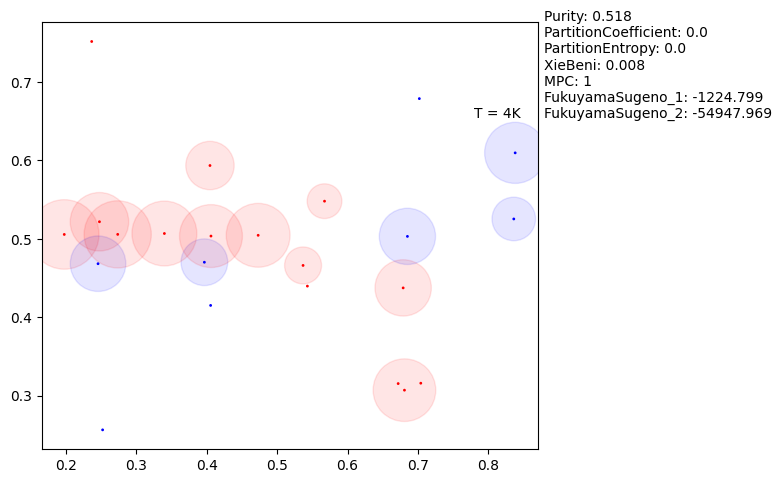 Purity: 0.518
PartitionCoefficient: 0.0
PartitionEntropy: 0.0
XieBeni: 0.008
MPC: 1
FukuyamaSugeno_1: -1224.799
FukuyamaSugeno_2: -54947.969
T = 4K
0.7
0.6
0.5
0.4
0.3
0.2 0.3 0.4 0.5 0.6 0.7 0.8